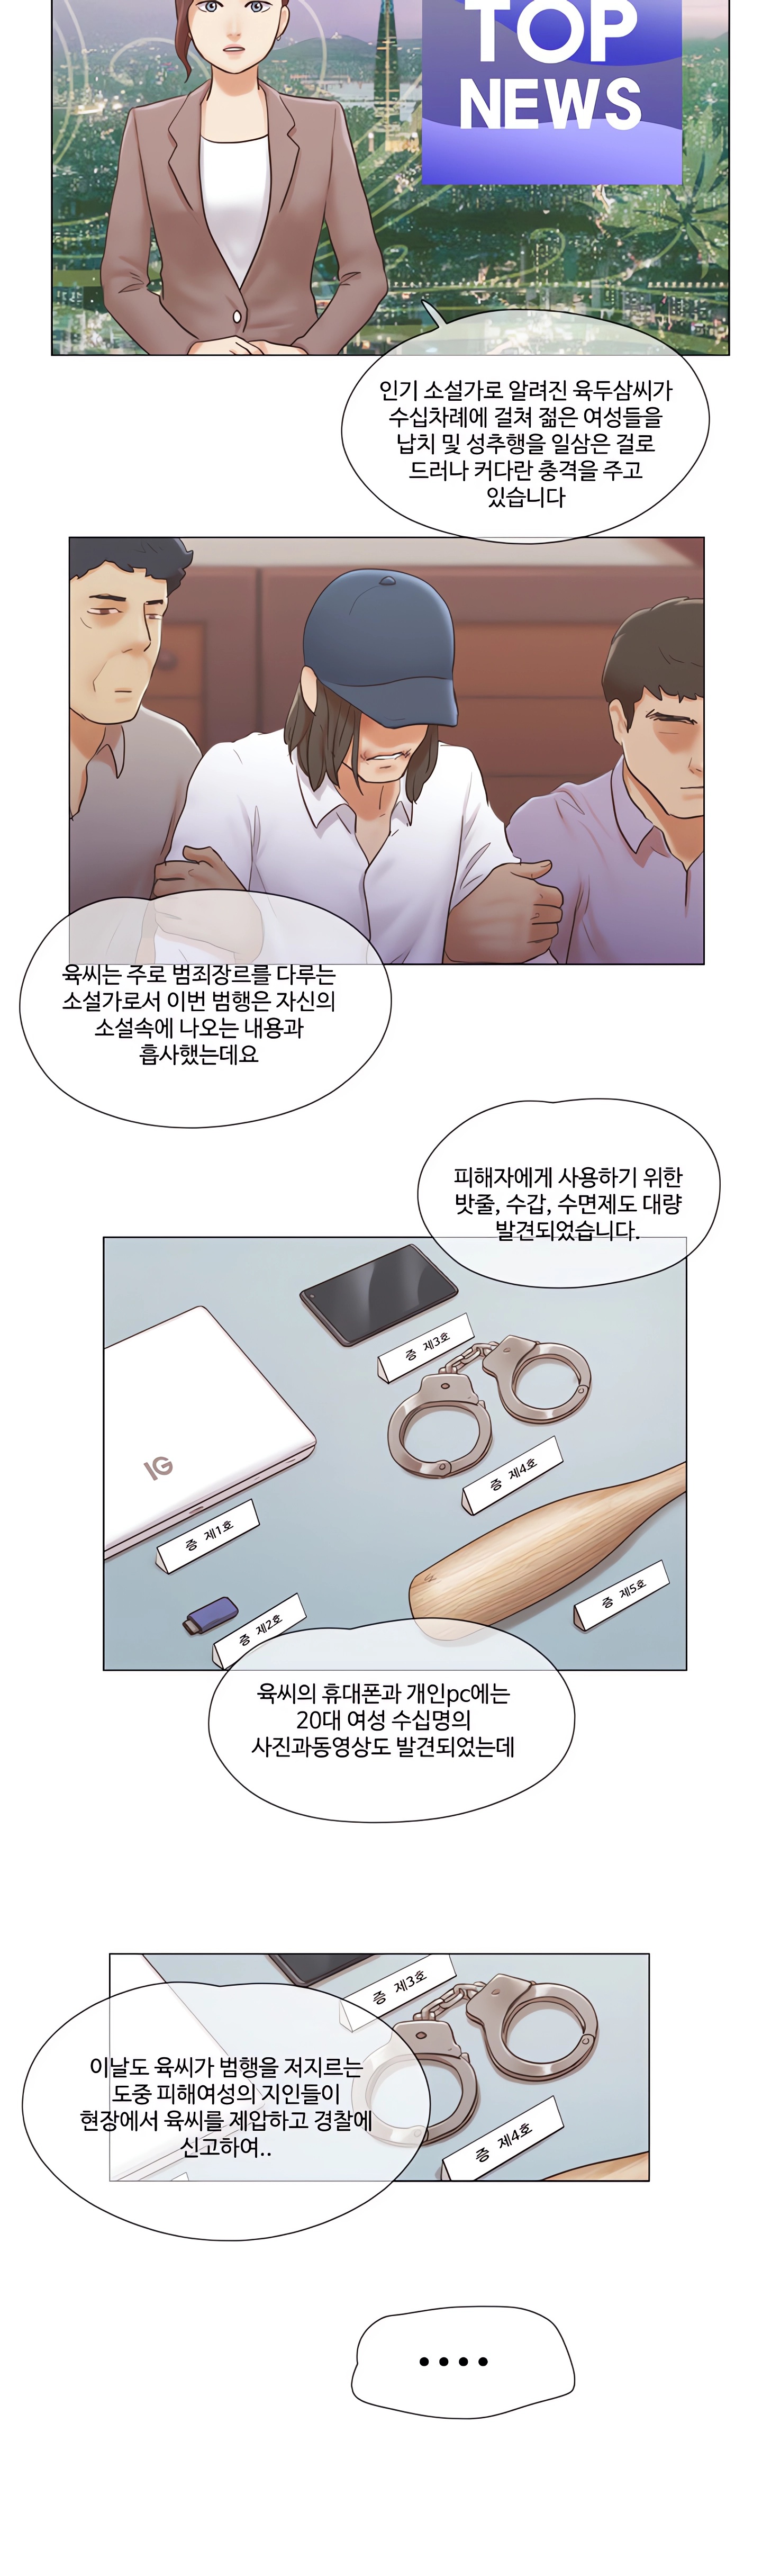 TOP
NEWS
인기 소설가로 알려진 육두삼씨가
수십차례에 걸쳐 젊은 여성들을
납치 및 성추행을 일삼은 걸로
드러나 커다란 충격을 주고
있습니다
육씨는 주로 범죄장르를 다루는
소설가로서 이번 범행은 자신의
소설속에 나오는 내용과
흡사했는데요
피해자에게 사용하기 위한
밧줄, 수갑, 수면제도 대량
발견되었습니다.
증 제3호
증 제4호
IG
증 제1호
증 제5호
증 제2호
육씨의 휴대폰과 개인pc에는
20대 여성 수십명의
사진과동영상도 발견되었는데
증 제3호
이날도 육씨가 범행을 저지르는
도중 피해여성의 지인들이
현장에서 육씨를 제압하고 경찰에
신고하여..
증 제4호
....